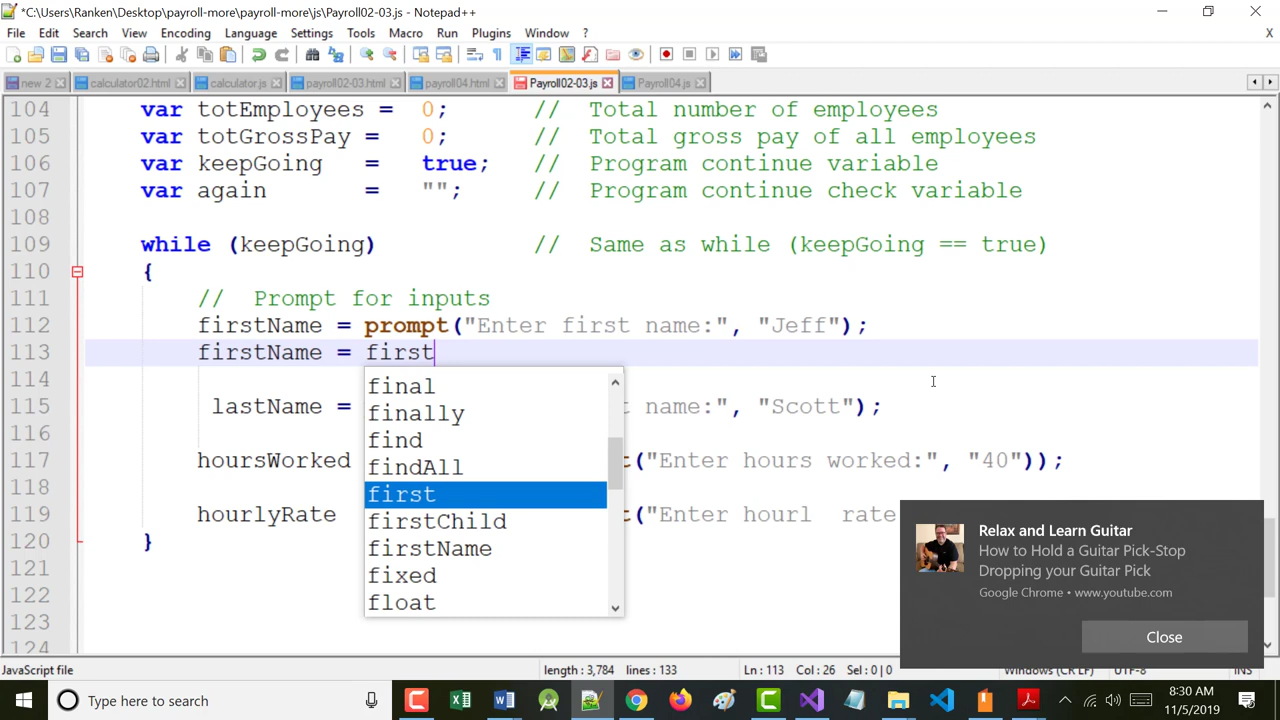 *C:\Users\Ranken\Desktop\payroll-more\payroll-more\js\Payroll02-03.js - Notepad++
File Edit Search View Encoding Language Settings Tools Macro Run Plugins Window ? X
new 2 calculator02.html calculator.js payroll02-03.html payroll04.html Payroll02-03.js Payroll04.js
104 var totEmployees = 0; // Total number of employees
105 var totGrossPay = 0; // Total gross pay of all employees
106 var keepGoing = true; // Program continue variable
107 var again = ""; // Program continue check variable
108
109 while (keepGoing) // Same as while (keepGoing == true)
110 {
111 // Prompt for inputs
112 firstName = prompt("Enter first name:", "Jeff");
113 firstName = first
114
115 lastName = t name:", "Scott");
116
117 hoursWorked t("Enter hours worked:", "40"));
118
119 hourlyRate t("Enter hourl rate
120 }
121
122
123
124
final
finally
find
findAll
first
firstChild
firstName
fixed
float
Relax and Learn Guitar
How to Hold a Guitar Pick-Stop
Dropping your Guitar Pick
Google Chrome • www.youtube.com
Close
JavaScript file length : 3,784 lines : 133 Ln : 113 Col : 26 Sel : 0 | 0 Windows (CR LF) UTF-8 INS
Type here to search
8:30 AM
11/5/2019